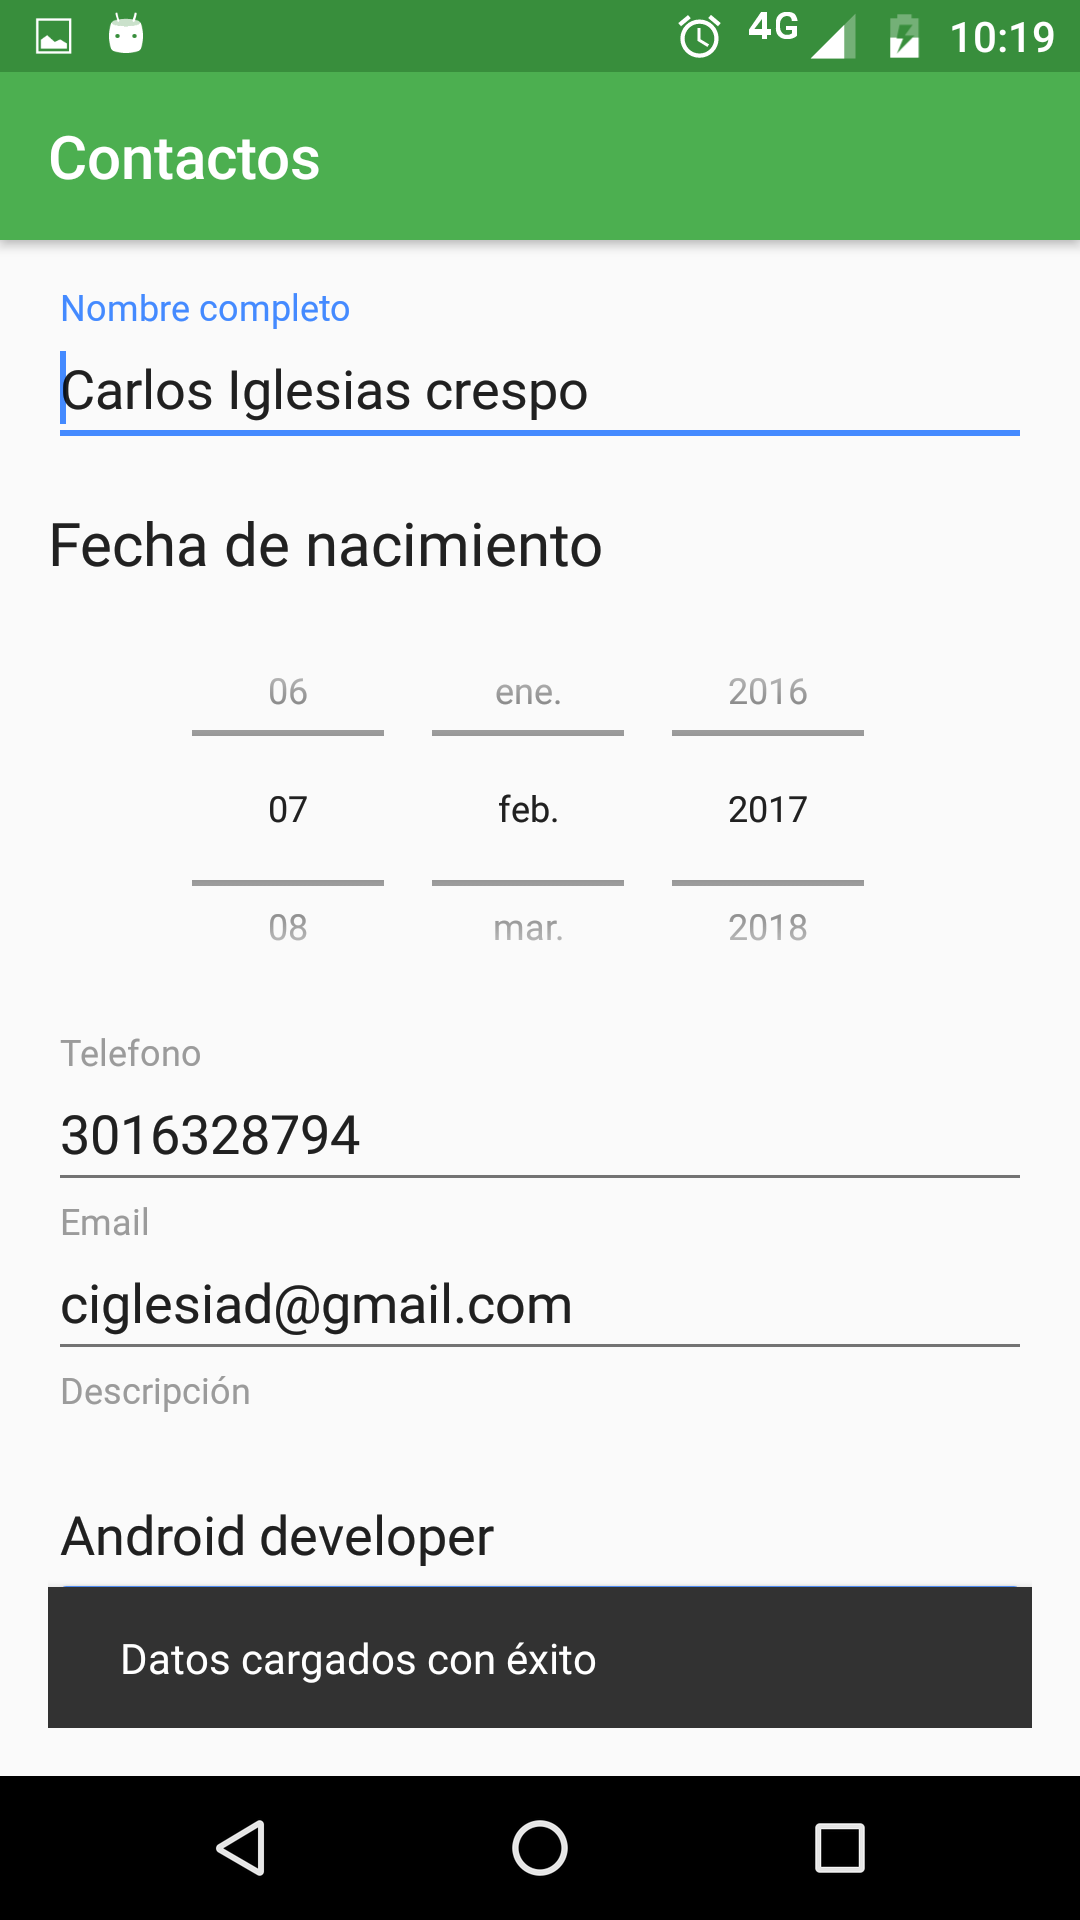 4G 10:19
Contactos
Nombre completo
Carlos Iglesias crespo
Fecha de nacimiento
06 ene. 2016
07 feb. 2017
08 mar. 2018
Telefono
3016328794
Email
ciglesiad@gmail.com
Descripción
Android developer
Datos cargados con éxito